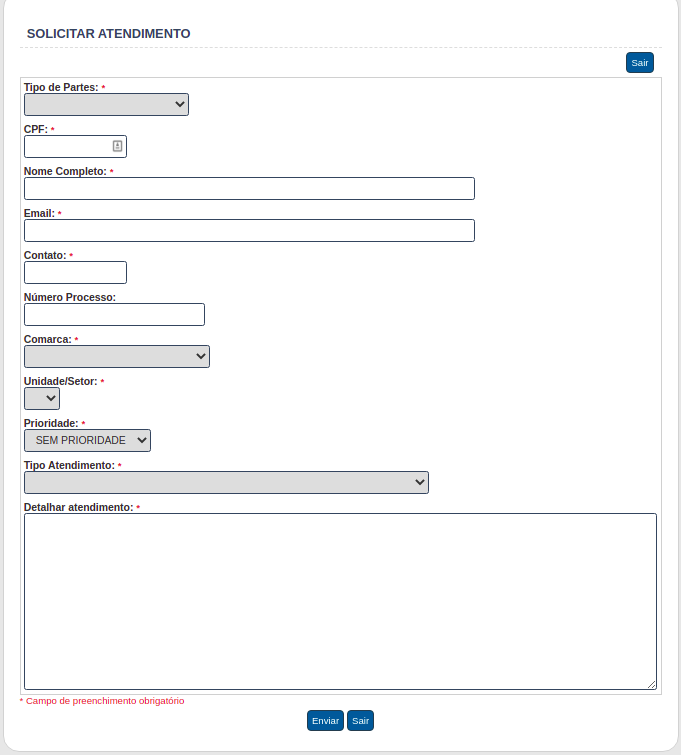 SOLICITAR ATENDIMENTO
Sair
Tipo de Partes: *
CPF: *
Nome Completo: *
Email: *
Contato: *
Número Processo:
Comarca: *
Unidade/Setor: *
Prioridade: *
SEM PRIORIDADE
Tipo Atendimento: *
Detalhar atendimento: *
* Campo de preenchimento obrigatório
Enviar Sair